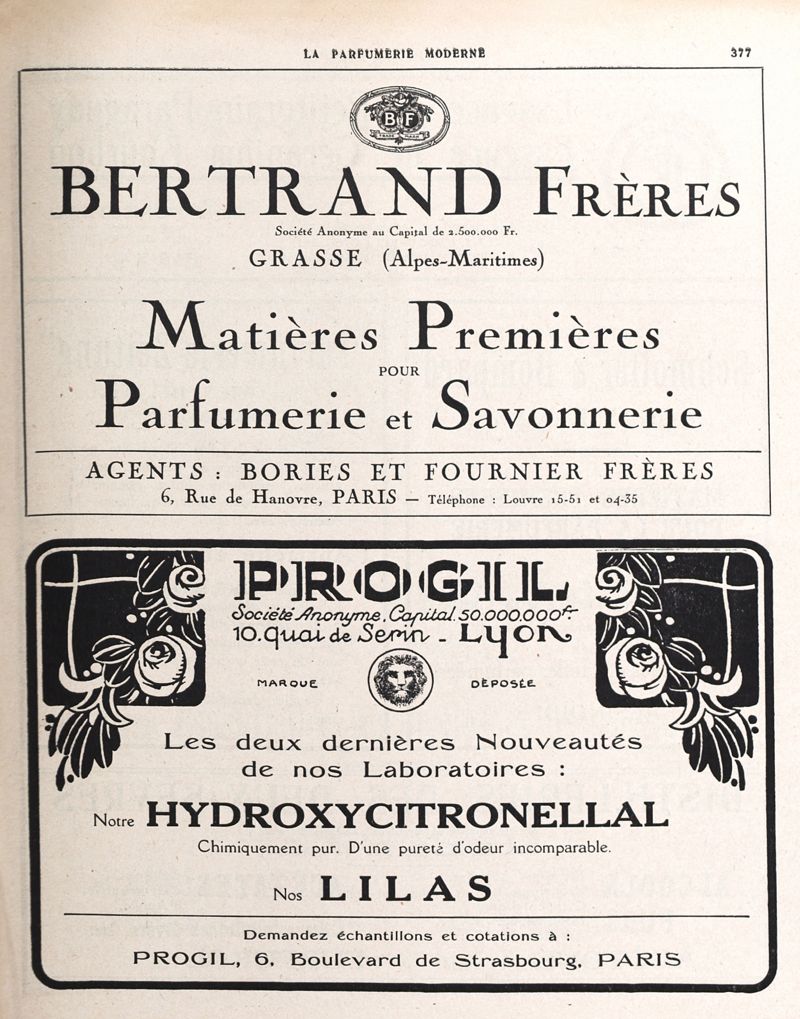 LA PARFUMERIE MODERNE
377
B F
TRADE MARK
BERTRAND FRÈRES
Société Anonyme au Capital de 2.500.000 Fr.
GRASSE (Alpes-Maritimes)
Matières Premières
POUR
Parfumerie et Savonnerie
AGENTS : BORIES ET FOURNIER FRÈRES
6, Rue de Hanovre, PARIS — Téléphone : Louvre 15-51 et 04-35
PROGIL
Société Anonyme. Capital. 50.000.000fr
10. quai de Serin - Lyon
MARQUE DÉPOSÉE
Les deux dernières Nouveautés
de nos Laboratoires :
Notre HYDROXYCITRONELLAL
Chimiquement pur. D'une pureté d'odeur incomparable.
Nos LILAS
Demandez échantillons et cotations à :
PROGIL, 6, Boulevard de Strasbourg, PARIS